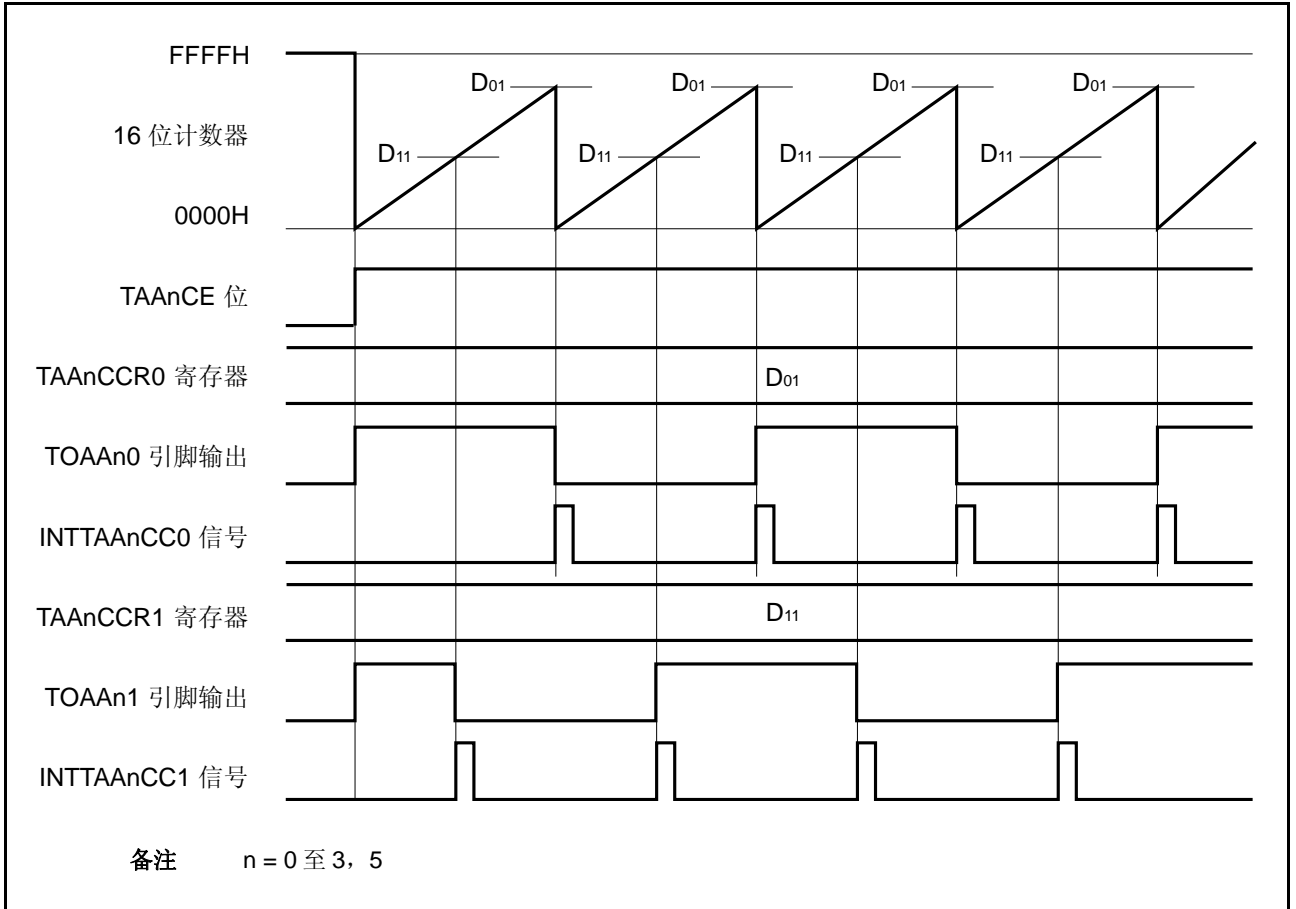 FFFFH
D01 D01 D01 D01
16 位计数器
D11 D11 D11 D11
0000H
TAAnCE 位
TAAnCCR0 寄存器
D01
TOAAn0 引脚输出
INTTAAnCC0 信号
TAAnCCR1 寄存器
D11
TOAAn1 引脚输出
INTTAAnCC1 信号
备注 n = 0 至 3，5